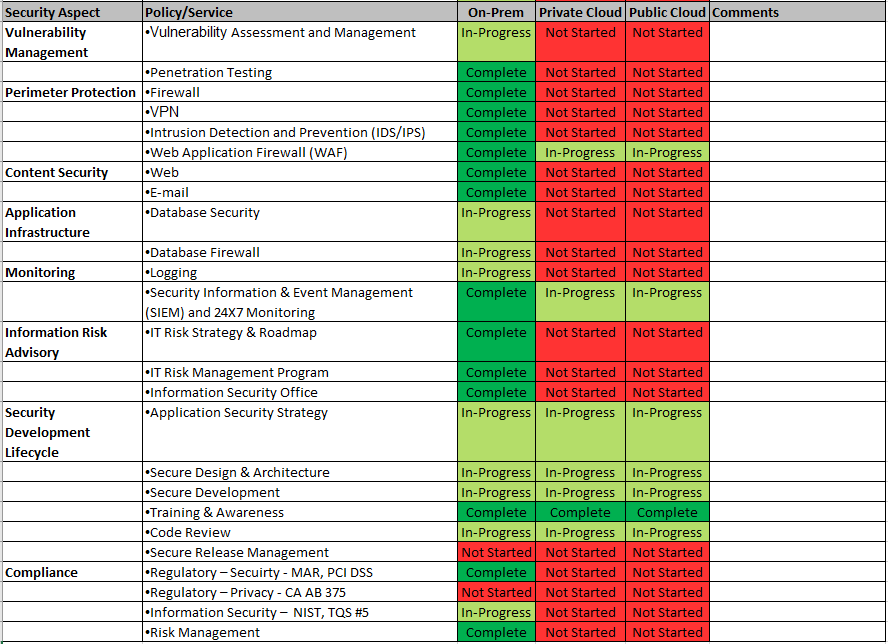 Security Aspect Policy/Service On-Prem Private Cloud Public Cloud Comments
Vulnerability •Vulnerability Assessment and Management In-Progress Not Started Not Started
Management
•Penetration Testing Complete Not Started Not Started
Perimeter Protection •Firewall Complete Not Started Not Started
•VPN Complete Not Started Not Started
•Intrusion Detection and Prevention (IDS/IPS) Complete Not Started Not Started
•Web Application Firewall (WAF) Complete In-Progress In-Progress
Content Security •Web Complete Not Started Not Started
•E-mail Complete Not Started Not Started
Application •Database Security In-Progress Not Started Not Started
Infrastructure
•Database Firewall In-Progress Not Started Not Started
Monitoring •Logging In-Progress Not Started Not Started
•Security Information & Event Management Complete In-Progress In-Progress
(SIEM) and 24X7 Monitoring
Information Risk •IT Risk Strategy & Roadmap Complete Not Started Not Started
Advisory
•IT Risk Management Program Complete Not Started Not Started
•Information Security Office Complete Not Started Not Started
Security •Application Security Strategy In-Progress In-Progress In-Progress
Development
Lifecycle
•Secure Design & Architecture In-Progress In-Progress In-Progress
•Secure Development In-Progress In-Progress In-Progress
•Training & Awareness Complete Complete Complete
•Code Review In-Progress In-Progress In-Progress
•Secure Release Management Not Started Not Started Not Started
Compliance •Regulatory – Secuirty - MAR, PCI DSS Complete Not Started Not Started
•Regulatory – Privacy - CA AB 375 Not Started Not Started Not Started
•Information Security – NIST, TQS #5 In-Progress Not Started Not Started
•Risk Management Complete Not Started Not Started